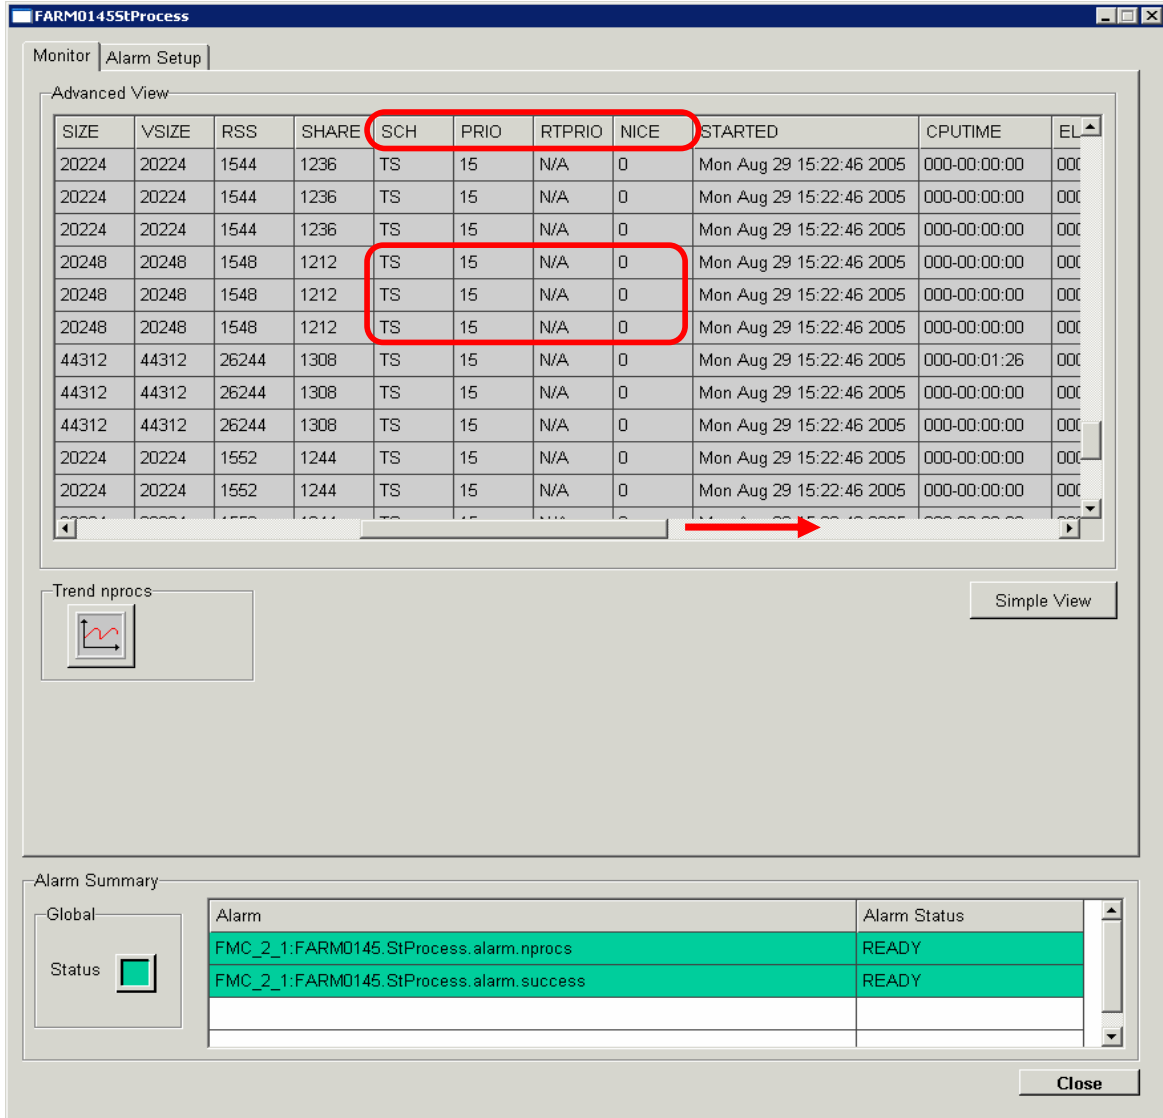 FARM0145StProcess
Monitor Alarm Setup
Advanced View
SIZE VSIZE RSS SHARE SCH PRIO RTPRIO NICE STARTED CPUTIME EL
20224 20224 1544 1236 TS 15 N/A 0 Mon Aug 29 15:22:46 2005 000-00:00:00 000
20224 20224 1544 1236 TS 15 N/A 0 Mon Aug 29 15:22:46 2005 000-00:00:00 000
20224 20224 1544 1236 TS 15 N/A 0 Mon Aug 29 15:22:46 2005 000-00:00:00 000
20248 20248 1548 1212 TS 15 N/A 0 Mon Aug 29 15:22:46 2005 000-00:00:00 000
20248 20248 1548 1212 TS 15 N/A 0 Mon Aug 29 15:22:46 2005 000-00:00:00 000
20248 20248 1548 1212 TS 15 N/A 0 Mon Aug 29 15:22:46 2005 000-00:00:00 000
44312 44312 26244 1308 TS 15 N/A 0 Mon Aug 29 15:22:46 2005 000-00:01:26 000
44312 44312 26244 1308 TS 15 N/A 0 Mon Aug 29 15:22:46 2005 000-00:00:00 000
44312 44312 26244 1308 TS 15 N/A 0 Mon Aug 29 15:22:46 2005 000-00:00:00 000
20224 20224 1552 1244 TS 15 N/A 0 Mon Aug 29 15:22:46 2005 000-00:00:00 000
20224 20224 1552 1244 TS 15 N/A 0 Mon Aug 29 15:22:46 2005 000-00:00:00 000
Trend nprocs
Simple View
Alarm Summary
Global
Status
Alarm Alarm Status
FMC_2_1:FARM0145.StProcess.alarm.nprocs READY
FMC_2_1:FARM0145.StProcess.alarm.success READY
Close